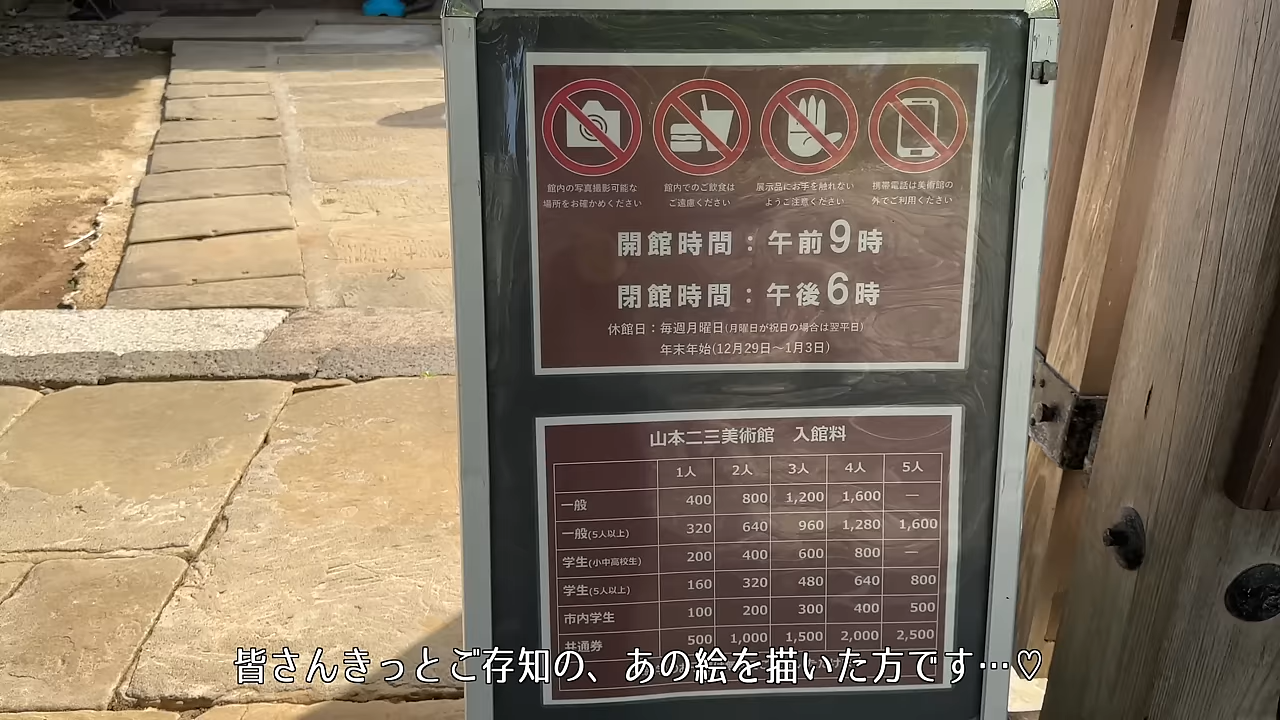 館内の写真撮影可能な
場所をお確かめください
館内でのご飲食は
ご遠慮ください
展示品にお手を触れない
ようご注意ください
携帯電話は美術館の
外でご利用ください
開館時間：午前9時
閉館時間：午後6時
休館日：毎週月曜日(月曜日が祝日の場合は翌平日)
年末年始(12月29日～1月3日)
山本二三美術館 入館料
1人 2人 3人 4人 5人
一般 400 800 1,200 1,600 —
一般(5人以上) 320 640 960 1,280 1,600
学生(小中高校生) 200 400 600 800 —
学生(5人以上) 160 320 480 640 800
市内学生 100 200 300 400 500
共通券 500 1,000 1,500 2,000 2,500
皆さんきっとご存知の、あの絵を描いた方です…♡